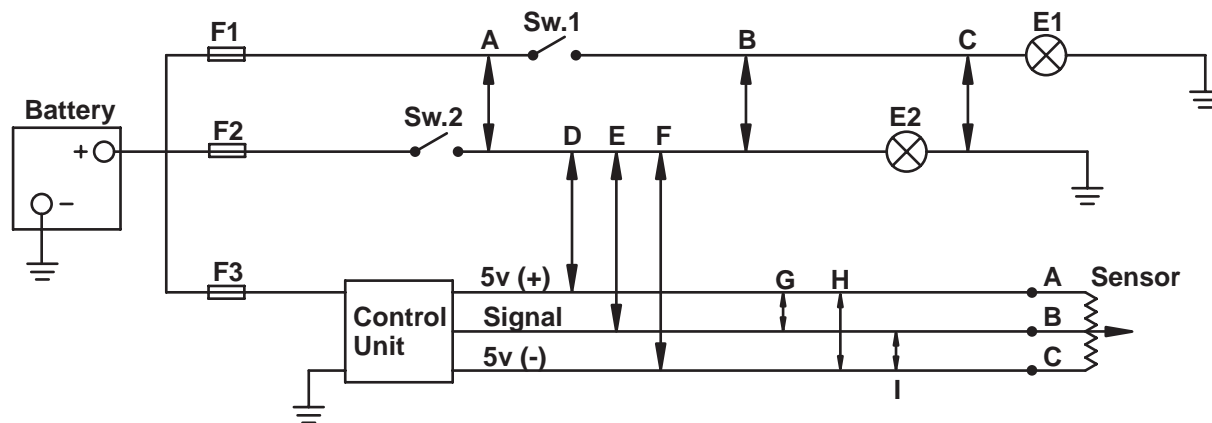 F1
A
Sw.1
B
C
E1
Battery
+
−
F2
Sw.2
D
E
F
E2
F3
Control
Unit
5v (+)
Signal
5v (-)
G
H
I
A
B
C
Sensor